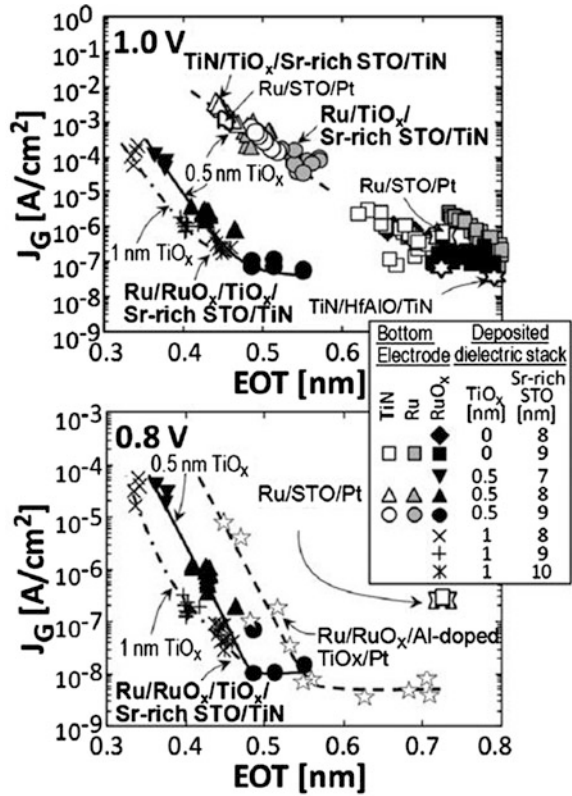 10⁰
10⁻¹
10⁻²
10⁻³
10⁻⁴
10⁻⁵
10⁻⁶
10⁻⁷
10⁻⁸
10⁻⁹
J_G [A/cm²]
1.0 V
TiN/TiOₓ/Sr-rich STO/TiN
Ru/STO/Pt
Ru/TiOₓ/
Sr-rich STO/TiN
0.5 nm TiOₓ
1 nm TiOₓ
Ru/STO/Pt
Ru/RuOₓ/TiOₓ/
Sr-rich STO/TiN
TiN/HfAlO/TiN
0.3 0.4 0.5 0.6 0.7 0.8
EOT [nm]
Bottom Deposited
Electrode dielectric stack
TiN Ru RuOₓ TiOₓ [nm] Sr-rich STO [nm]
0 8
0 9
0.5 7
0.5 8
0.5 9
1 8
1 9
1 10
10⁻³
10⁻⁴
10⁻⁵
10⁻⁶
10⁻⁷
10⁻⁸
10⁻⁹
J_G [A/cm²]
0.8 V
0.5 nm TiOₓ
Ru/STO/Pt
1 nm TiOₓ
Ru/RuOₓ/Al-doped
TiOx/Pt
Ru/RuOₓ/TiOₓ/
Sr-rich STO/TiN
0.3 0.4 0.5 0.6 0.7 0.8
EOT [nm]